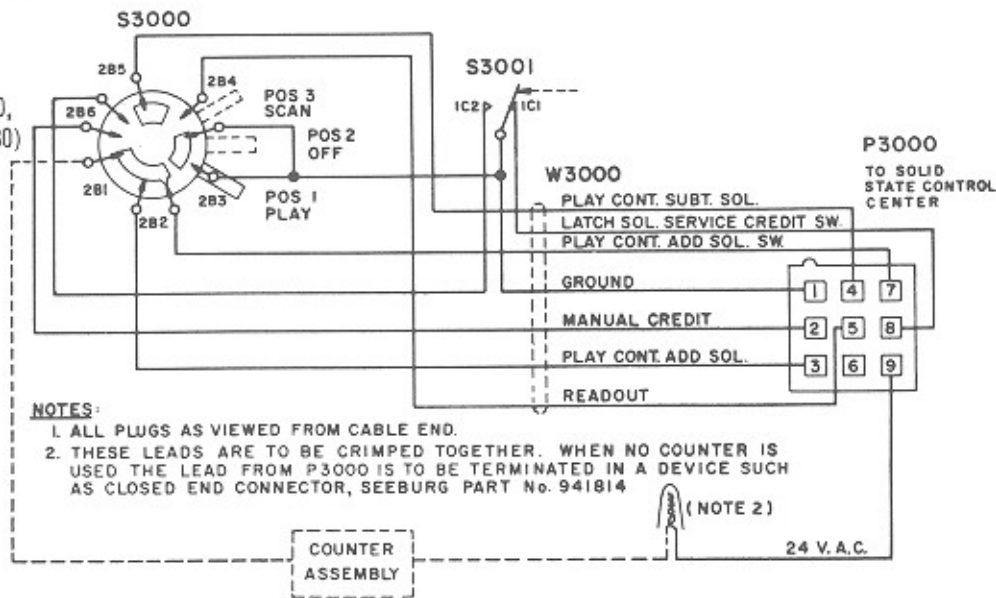 S3000
2B5
2B4
S3001
2B6
POS 3
SCAN
1C2
1C1
POS 2
OFF
P3000
TO SOLID
STATE CONTROL
CENTER
W3000
2B1
2B3
POS 1
PLAY
2B2
PLAY CONT. SUBT. SOL.
LATCH SOL. SERVICE CREDIT SW.
PLAY CONT. ADD SOL. SW.
GROUND
1 4 7
MANUAL CREDIT
2 5 8
PLAY CONT. ADD SOL.
3 6 9
READOUT
NOTES:
1. ALL PLUGS AS VIEWED FROM CABLE END.
2. THESE LEADS ARE TO BE CRIMPED TOGETHER. WHEN NO COUNTER IS
USED THE LEAD FROM P3000 IS TO BE TERMINATED IN A DEVICE SUCH
AS CLOSED END CONNECTOR, SEEBURG PART No. 941814
(NOTE 2)
COUNTER
ASSEMBLY
24 V. A.C.